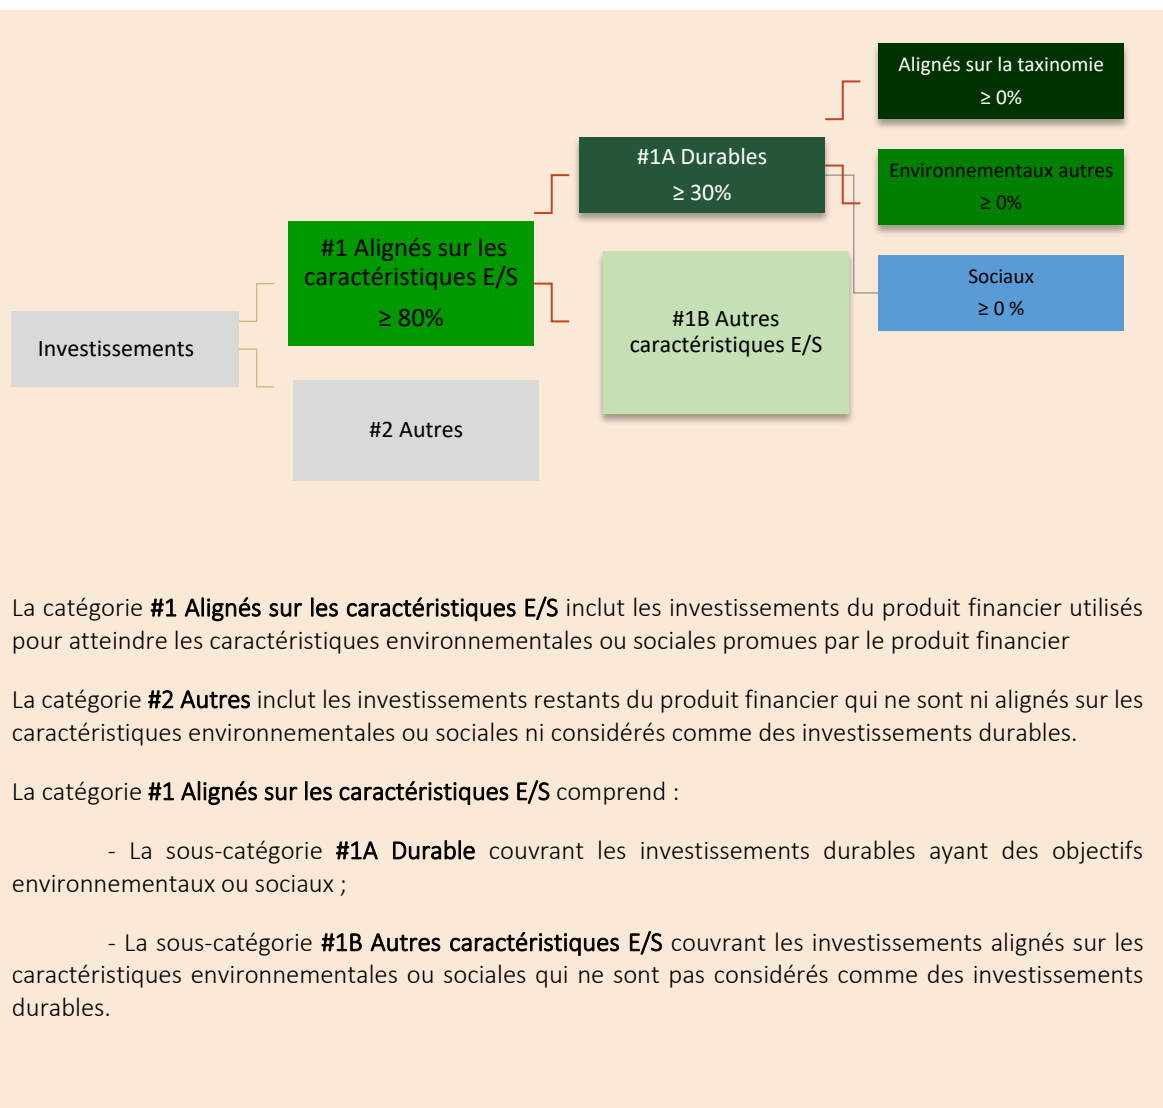 Alignés sur la taxinomie
≥ 0%
#1A Durables
≥ 30%
Environnementaux autres
≥ 0%
#1 Alignés sur les
caractéristiques E/S
≥ 80%
Sociaux
≥ 0 %
#1B Autres
caractéristiques E/S
Investissements
#2 Autres
La catégorie #1 Alignés sur les caractéristiques E/S inclut les investissements du produit financier utilisés
pour atteindre les caractéristiques environnementales ou sociales promues par le produit financier
La catégorie #2 Autres inclut les investissements restants du produit financier qui ne sont ni alignés sur les
caractéristiques environnementales ou sociales ni considérés comme des investissements durables.
La catégorie #1 Alignés sur les caractéristiques E/S comprend :
- La sous-catégorie #1A Durable couvrant les investissements durables ayant des objectifs
environnementaux ou sociaux ;
- La sous-catégorie #1B Autres caractéristiques E/S couvrant les investissements alignés sur les
caractéristiques environnementales ou sociales qui ne sont pas considérés comme des investissements
durables.